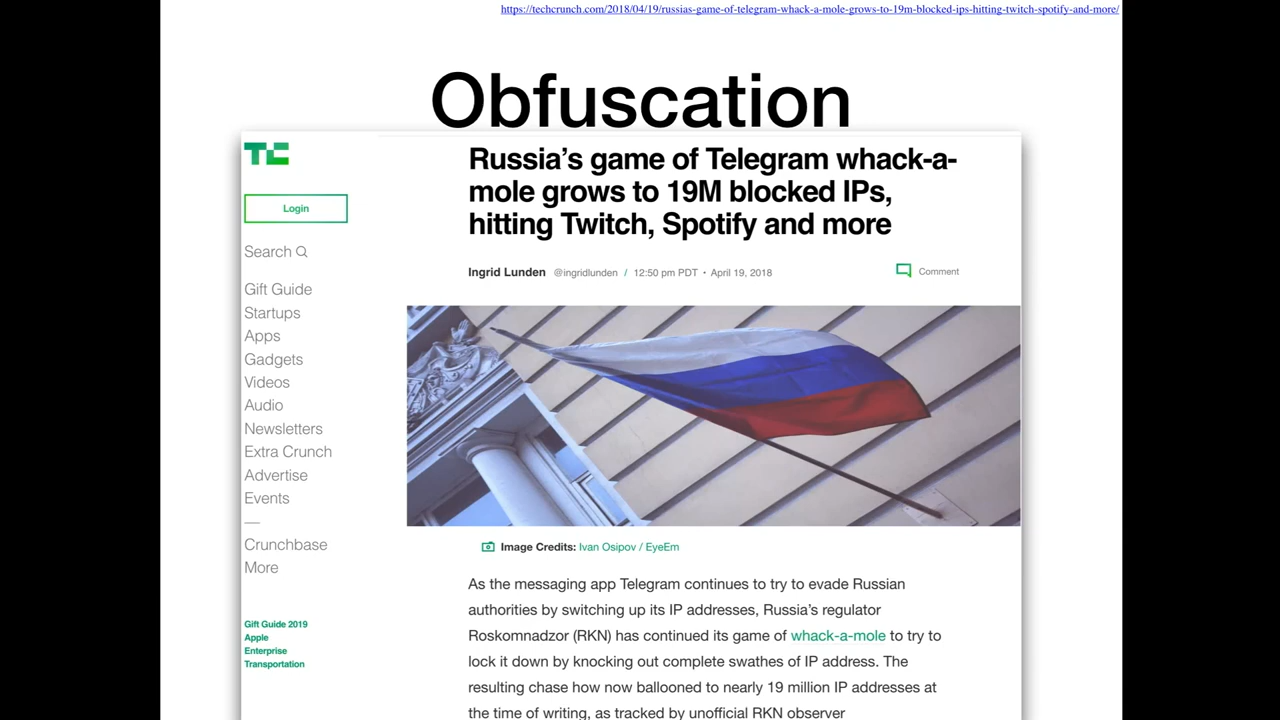 https://techcrunch.com/2018/04/19/russias-game-of-telegram-whack-a-mole-grows-to-19m-blocked-ips-hitting-twitch-spotify-and-more/
Obfuscation
TC
Login
Search
Gift Guide
Startups
Apps
Gadgets
Videos
Audio
Newsletters
Extra Crunch
Advertise
Events
—
Crunchbase
More
Gift Guide 2019
Apple
Enterprise
Transportation
Russia’s game of Telegram whack-a-
mole grows to 19M blocked IPs,
hitting Twitch, Spotify and more
Ingrid Lunden @ingridlunden / 12:50 pm PDT • April 19, 2018
Comment
Image Credits: Ivan Osipov / EyeEm
As the messaging app Telegram continues to try to evade Russian
authorities by switching up its IP addresses, Russia’s regulator
Roskomnadzor (RKN) has continued its game of whack-a-mole to try to
lock it down by knocking out complete swathes of IP address. The
resulting chase how now ballooned to nearly 19 million IP addresses at
the time of writing, as tracked by unofficial RKN observer